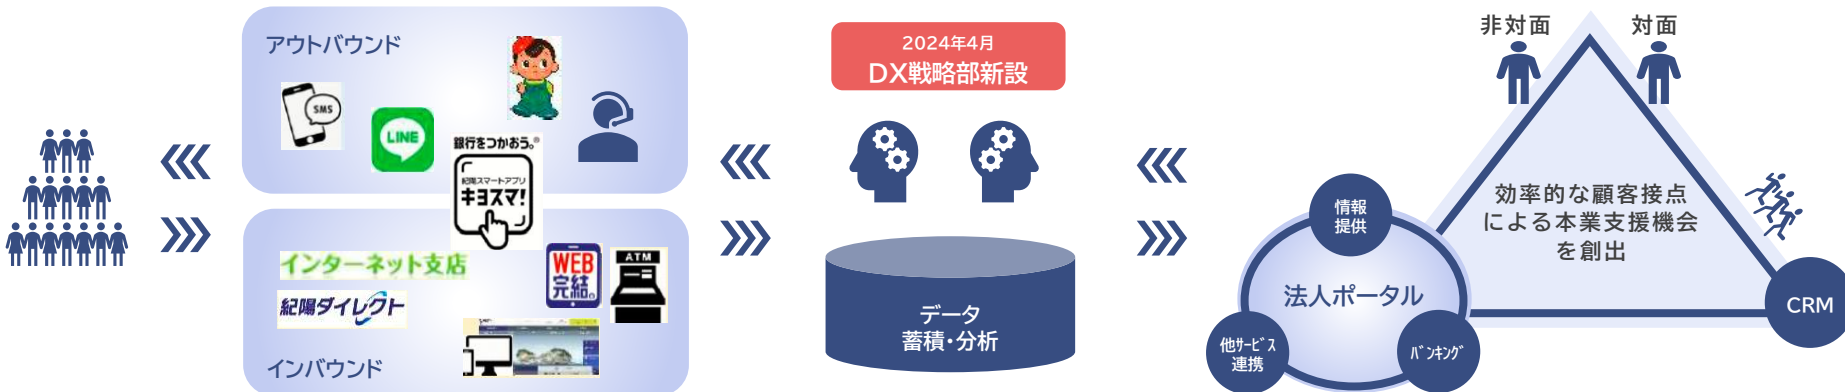 アウトバウンド
SMS
LINE
銀行をつかおう。®
紀陽スマートアプリ
キヨスマ!
インターネット支店
紀陽ダイレクト
WEB
完結。
ATM
インバウンド
2024年4月
DX戦略部新設
データ
蓄積・分析
非対面
対面
効率的な顧客接点
による本業支援機会
を創出
情報
提供
法人ポータル
他サービス
連携
バンキング
CRM